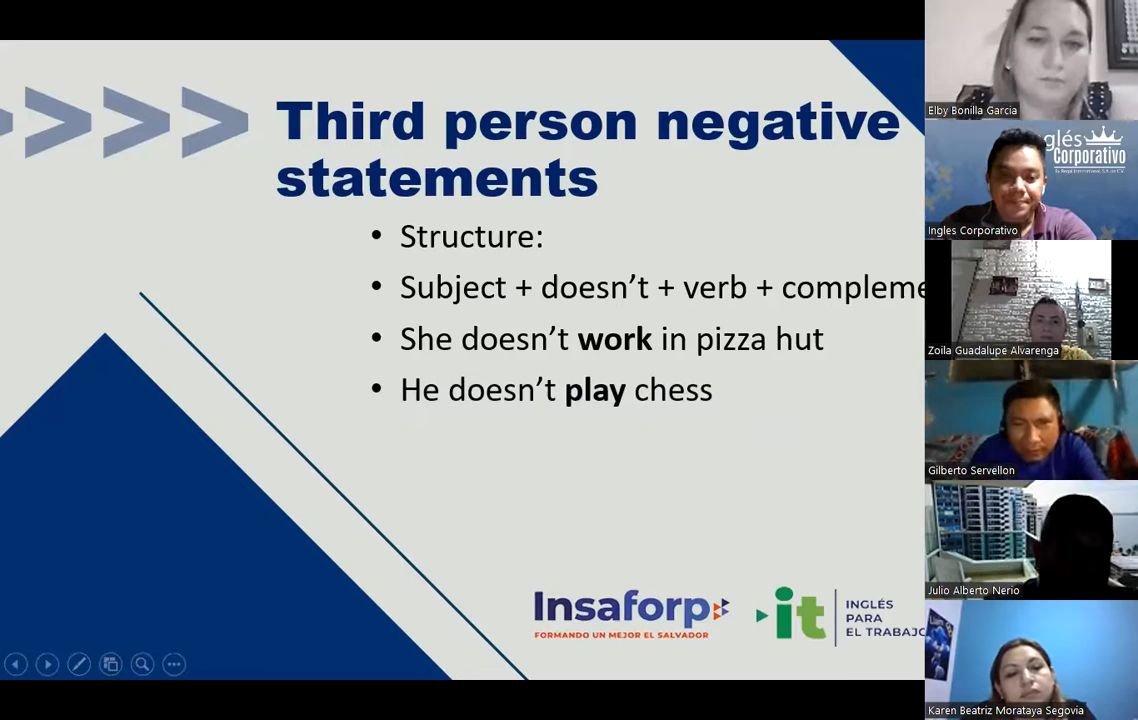 Third person negative
statements
• Structure:
• Subject + doesn’t + verb + compleme
• She doesn’t work in pizza hut
• He doesn’t play chess
Insaforp
FORMANDO UN MEJOR EL SALVADOR
it
INGLÉS
PARA
EL TRABAJO
Elby Bonilla Garcia
glés
Corporativo
Ingles Corporativo
Zoila Guadalupe Alvarenga
Gilberto Servellon
Julio Alberto Nerio
Karen Beatriz Morataya Segovia